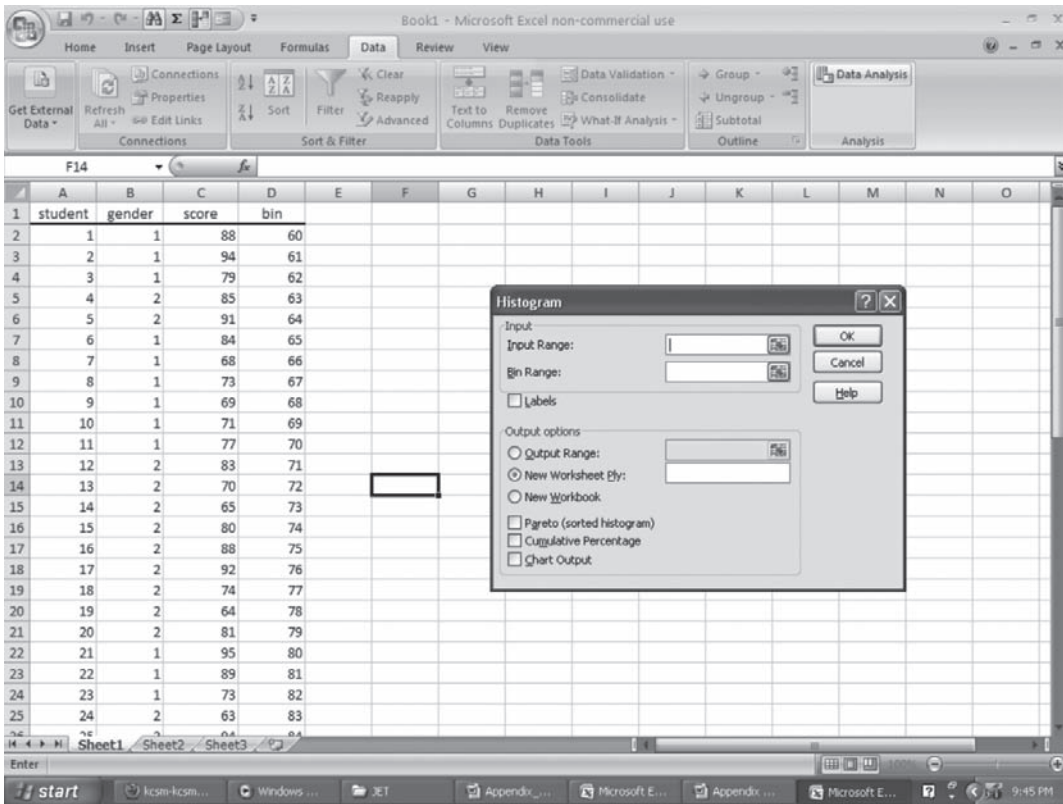 Book1 - Microsoft Excel non-commercial use
Home Insert Page Layout Formulas Data Review View
Get External Data
Refresh All
Connections
Properties
Edit Links
Connections
Sort
Filter
Clear
Reapply
Advanced
Sort & Filter
Text to Columns
Remove Duplicates
Data Validation
Consolidate
What-If Analysis
Data Tools
Group
Ungroup
Subtotal
Outline
Data Analysis
Analysis
F14 fx
A B C D E F G H I J K L M N O
1 student gender score bin
2 1 1 88 60
3 2 1 94 61
4 3 1 79 62
5 4 2 85 63
6 5 2 91 64
7 6 1 84 65
8 7 1 68 66
9 8 1 73 67
10 9 1 69 68
11 10 1 71 69
12 11 1 77 70
13 12 2 83 71
14 13 2 70 72
15 14 2 65 73
16 15 2 80 74
17 16 2 88 75
18 17 2 92 76
19 18 2 74 77
20 19 2 64 78
21 20 2 81 79
22 21 1 95 80
23 22 1 89 81
24 23 1 73 82
25 24 2 63 83
Histogram
Input
Input Range:
Bin Range:
Labels
Output options
Output Range:
New Worksheet Ply:
New Workbook
Pareto (sorted histogram)
Cumulative Percentage
Chart Output
OK
Cancel
Help
Sheet1 Sheet2 Sheet3
Enter 100%
start kcsm-kcsm... Windows ... JET Appendix_... Microsoft E... Appendix ... Microsoft E... 9:45 PM